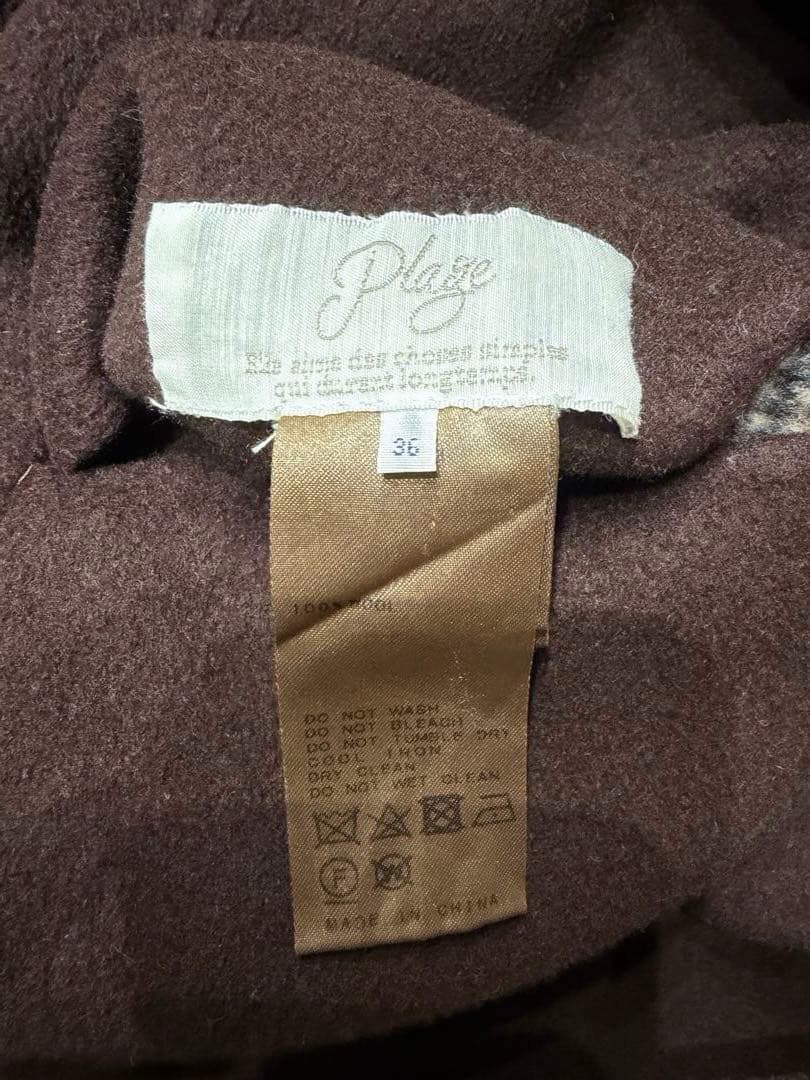 Plage
Elle aime des choses simples
qui durent longtemps.
36
100% WOOL
DO NOT WASH
DO NOT BLEACH
DO NOT TUMBLE DRY
COOL IRON
DRY CLEAN
DO NOT WET CLEAN
F
W
MADE IN CHINA